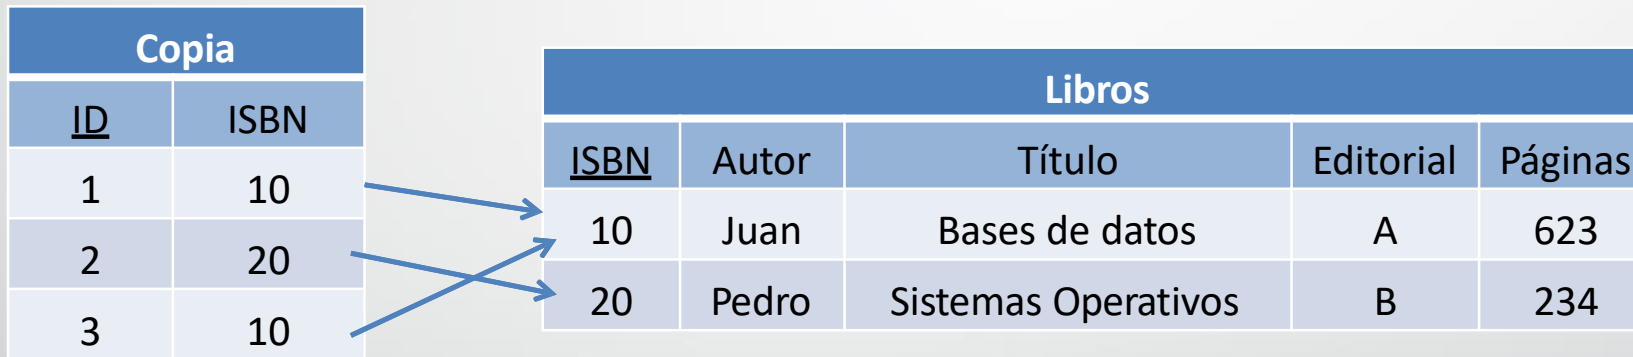 Copia
ID ISBN
1 10
2 20
3 10
Libros
ISBN Autor Título Editorial Páginas
10 Juan Bases de datos A 623
20 Pedro Sistemas Operativos B 234